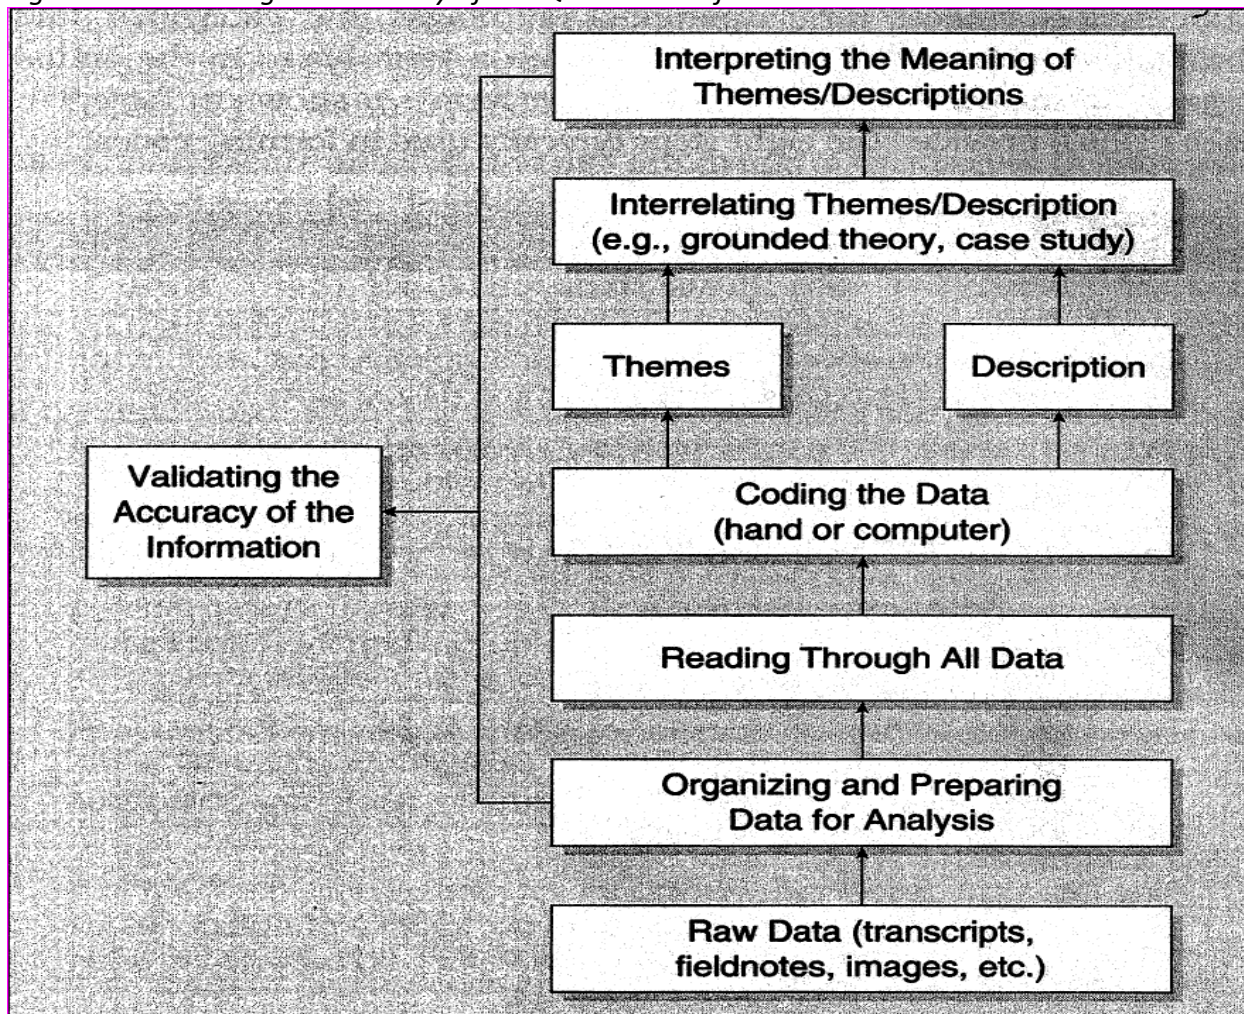 Interpreting the Meaning of
Themes/Descriptions
Interrelating Themes/Description
(e.g., grounded theory, case study)
Themes
Description
Validating the
Accuracy of the
Information
Coding the Data
(hand or computer)
Reading Through All Data
Organizing and Preparing
Data for Analysis
Raw Data (transcripts,
fieldnotes, images, etc.)